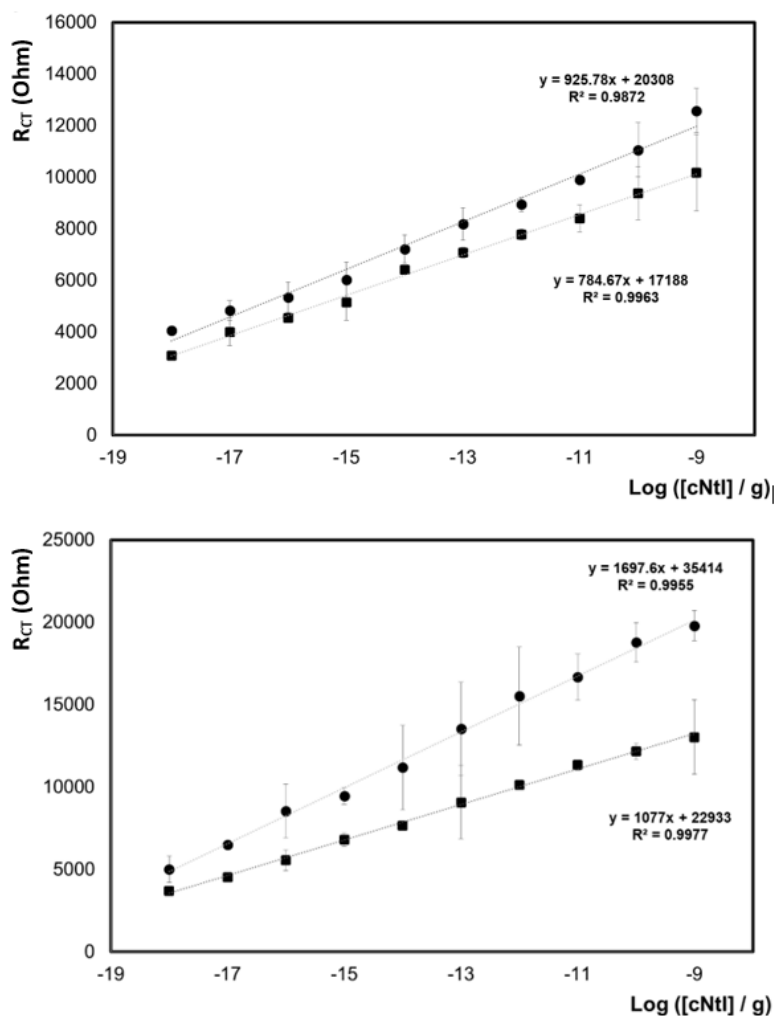 16000
14000
12000
10000
8000
6000
4000
2000
0
R_CT (Ohm)
y = 925.78x + 20308
R² = 0.9872
y = 784.67x + 17188
R² = 0.9963
-19 -17 -15 -13 -11 -9
Log ([cNtl] / g)
25000
20000
15000
10000
5000
0
R_CT (Ohm)
y = 1697.6x + 35414
R² = 0.9955
y = 1077x + 22933
R² = 0.9977
-19 -17 -15 -13 -11 -9
Log ([cNtl] / g)